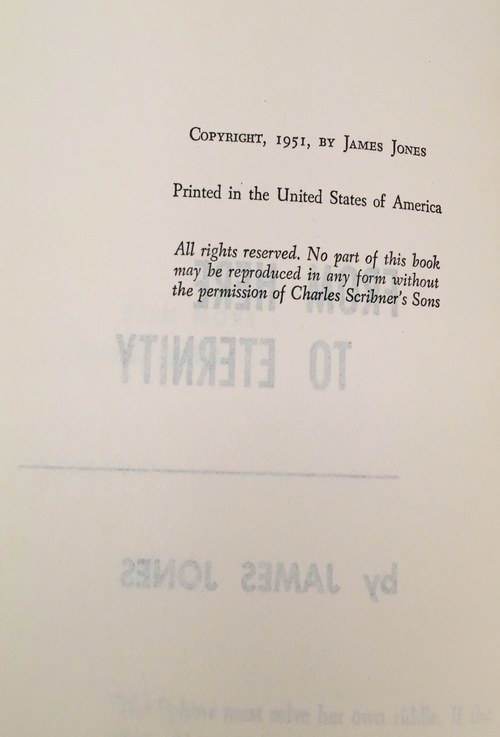 COPYRIGHT, 1951, BY JAMES JONES
Printed in the United States of America
All rights reserved. No part of this book
may be reproduced in any form without
the permission of Charles Scribner's Sons
FROM HERE
TO ETERNITY
by JAMES JONES
must solve her own riddle. If the